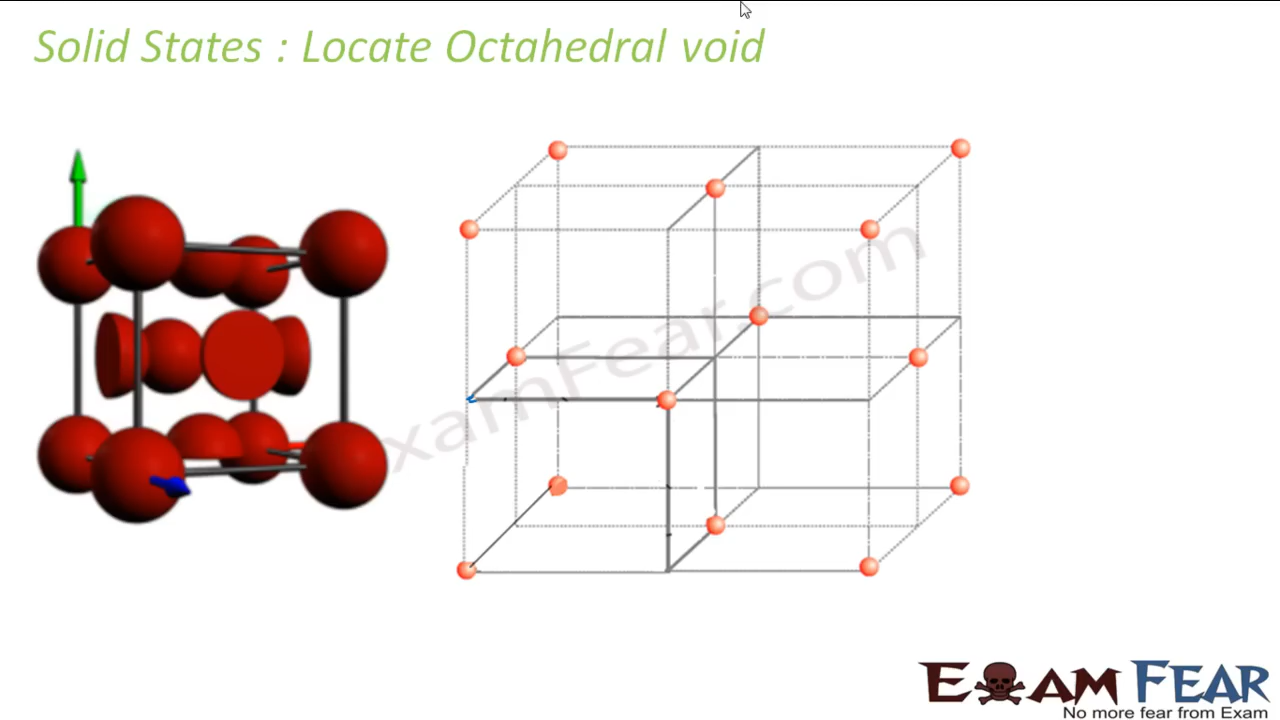 Solid States : Locate Octahedral void
examFear.com
EXAM FEAR
No more fear from Exam